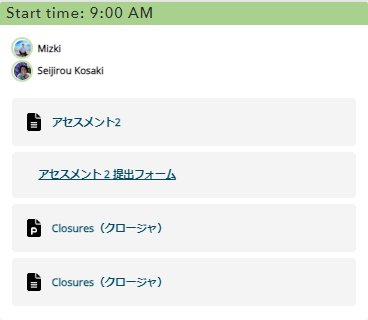 Start time: 9:00 AM
Mizki
Seijirou Kosaki
アセスメント2
アセスメント 2 提出フォーム
Closures（クロージャ）
Closures（クロージャ）